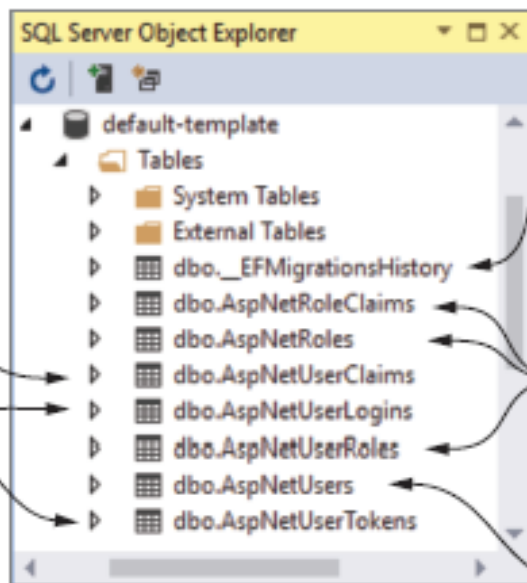 SQL Server Object Explorer
default-template
Tables
System Tables
External Tables
dbo.__EFMigrationsHistory
dbo.AspNetRoleClaims
dbo.AspNetRoles
dbo.AspNetUserClaims
dbo.AspNetUserLogins
dbo.AspNetUserRoles
dbo.AspNetUsers
dbo.AspNetUserTokens